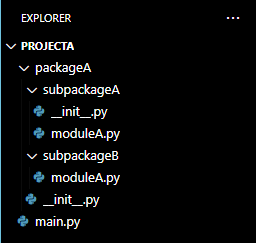 EXPLORER
PROJECTA
packageA
subpackageA
__init__.py
moduleA.py
subpackageB
moduleA.py
__init__.py
main.py